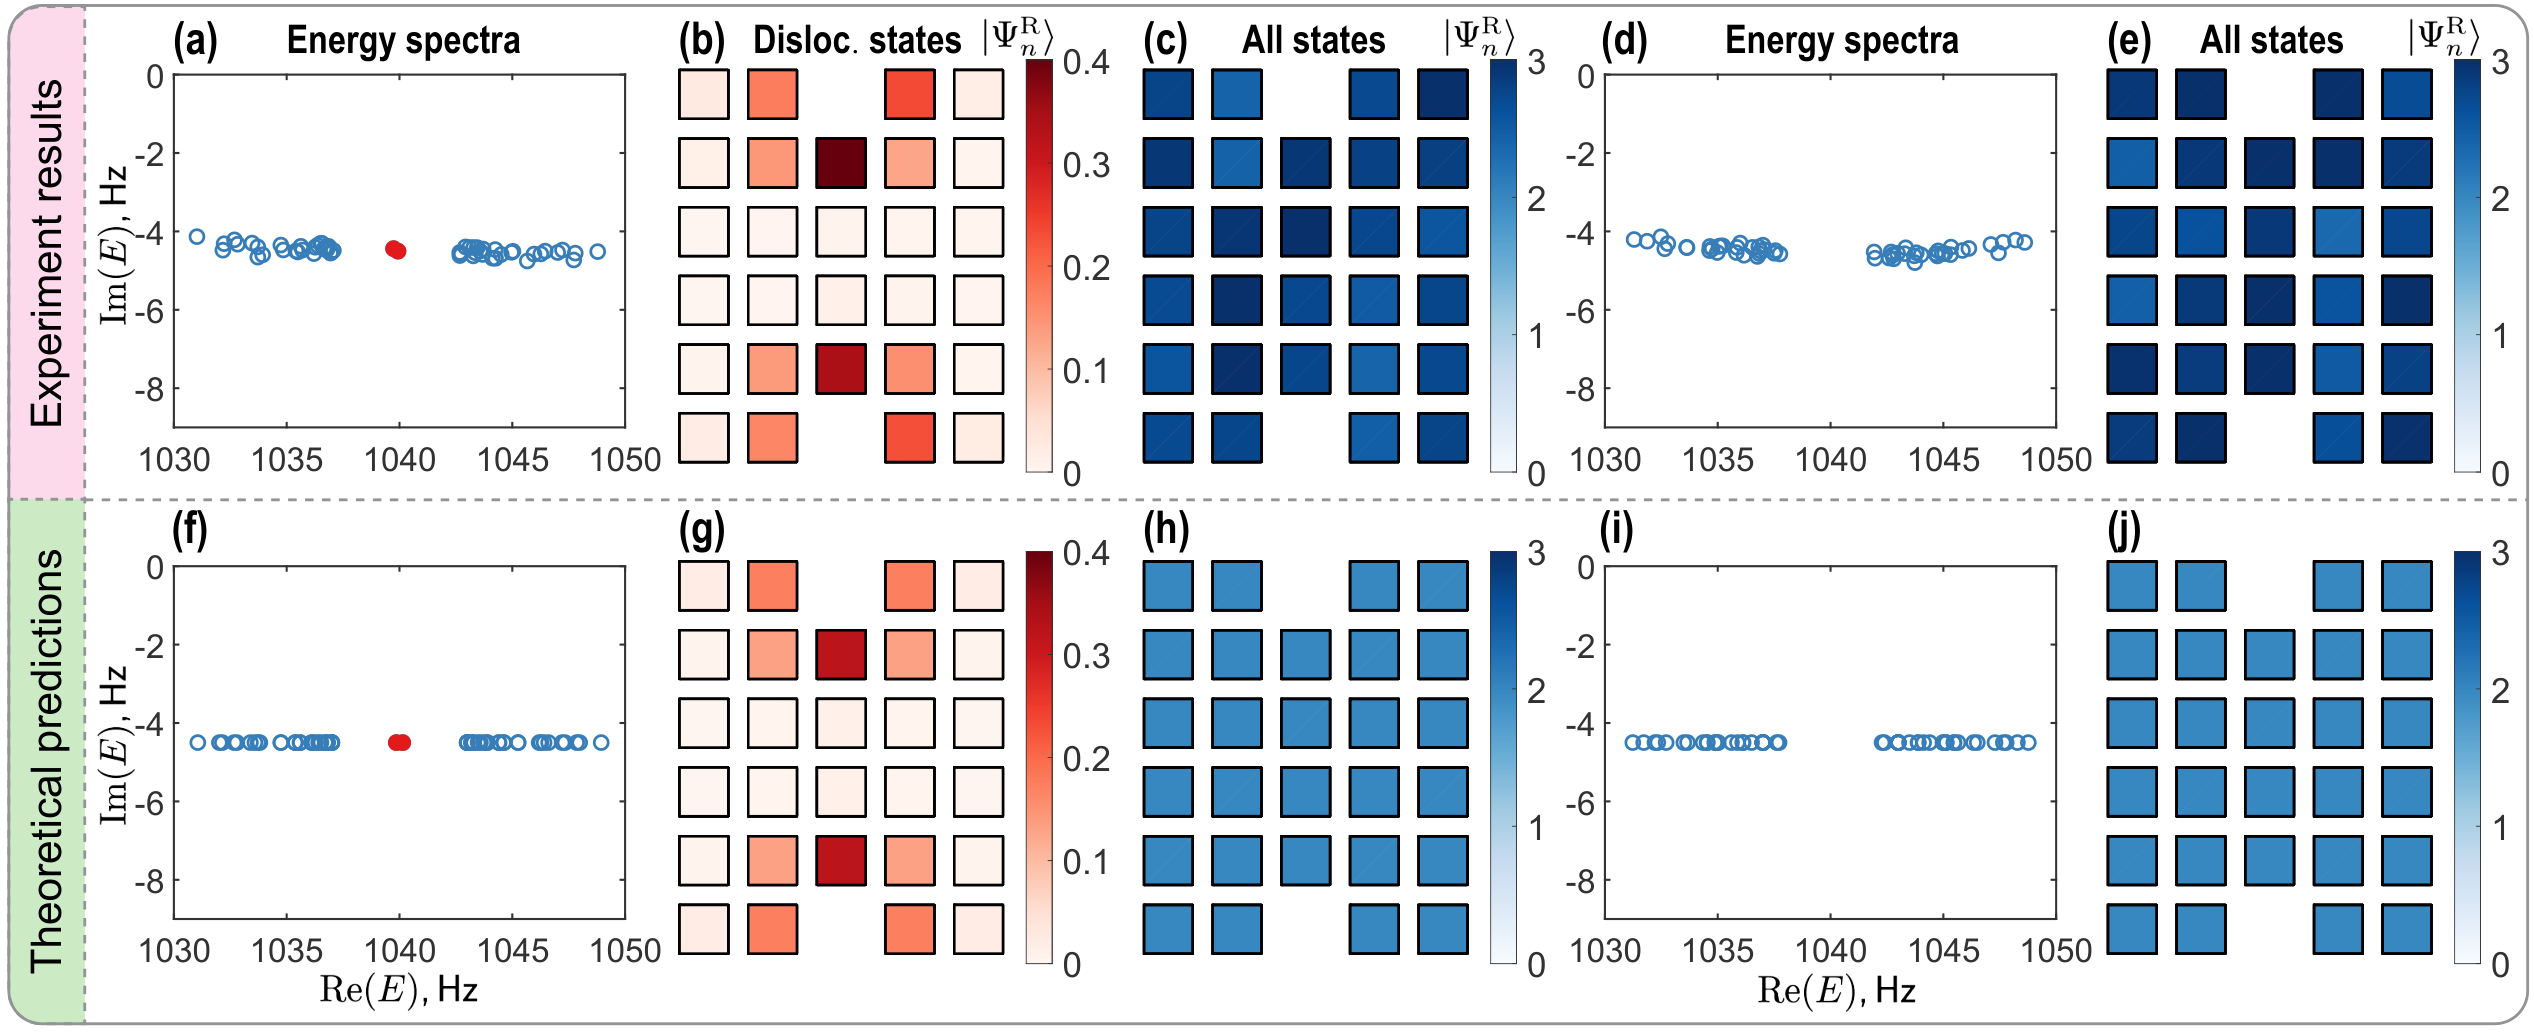 Experiment results
(a) Energy spectra
0
-2
-4
-6
-8
Im(E), Hz
1030 1035 1040 1045 1050
(b) Disloc. states |Ψ_n^R⟩
0.4
0.3
0.2
0.1
0
(c) All states |Ψ_n^R⟩
3
2
1
0
(d) Energy spectra
0
-2
-4
-6
-8
1030 1035 1040 1045 1050
(e) All states |Ψ_n^R⟩
3
2
1
0
Theoretical predictions
(f)
0
-2
-4
-6
-8
Im(E), Hz
1030 1035 1040 1045 1050
Re(E), Hz
(g)
0.4
0.3
0.2
0.1
0
(h)
3
2
1
0
(i)
0
-2
-4
-6
-8
1030 1035 1040 1045 1050
Re(E), Hz
(j)
3
2
1
0